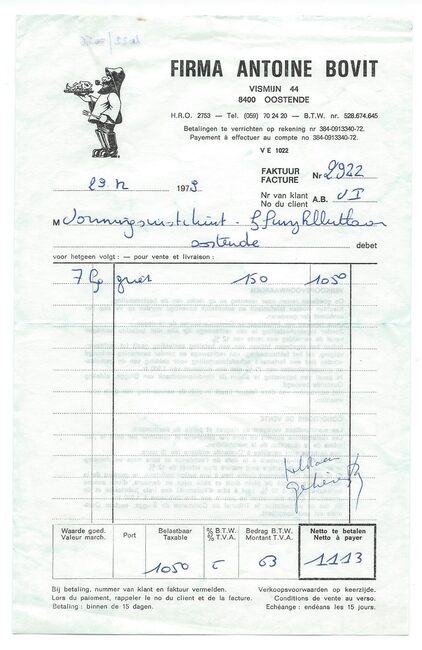 FIRMA ANTOINE BOVIT
VISMIJN 44
8400 OOSTENDE
H.R.O. 2753 — Tel. (059) 70 24 20 — B.T.W. nr. 528.674.645
Betalingen te verrichten op rekening nr 384-0913340-72.
Payement à effectuer au compte no 384-0913340-72.
V E 1022
FAKTUUR
FACTURE Nr 2922
1973
Nr van klant
No du client A.B. VI
M
oostende debet
voor hetgeen volgt : — pour vente et livraison :
7 kg 150 1050
Waarde goed.
Valeur march.
Port
Belastbaar
Taxable
% B.T.W.
% T.V.A.
Bedrag B.T.W.
Montant T.V.A.
Netto te betalen
Netto à payer
1050 63 1113
Bij betaling, nummer van klant en faktuur vermelden.
Lors du paiement, rappeler le no du client et de la facture.
Betaling : binnen de 15 dagen.
Verkoopsvoorwaarden op keerzijde.
Conditions de vente au verso.
Echéange : endéans les 15 jours.